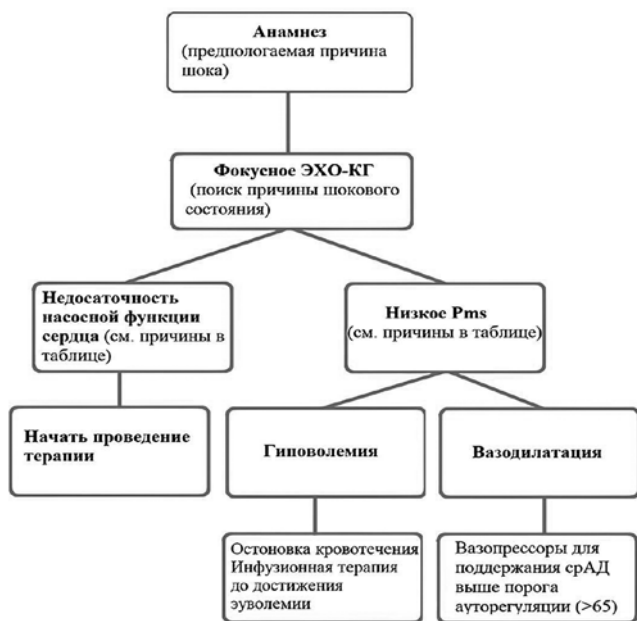 Анамнез
(предпологаемая причина
шока)
Фокусное ЭХО-КГ
(поиск причины шокового
состояния)
Недосаточность
насосной функции
сердца (см. причины в
таблице)
Низкое Pms
(см. причины в таблице)
Начать проведение
терапии
Гиповолемия
Вазодилатация
Остоновка кровотечения
Инфузионная терапия
до достижения
эуволемии
Вазопрессоры для
поддержания срАД
выше порога
ауторегуляции (>65)